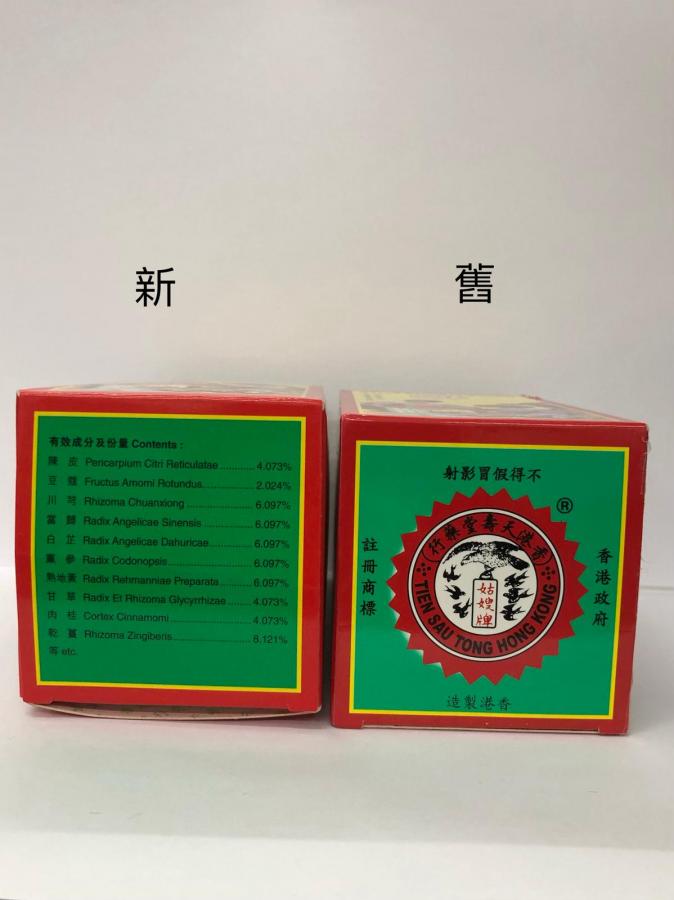 新
舊
有效成分及份量 Contents :
陳皮 Pericarpium Citri Reticulatae ............ 4.073%
豆蔻 Fructus Amomi Rotundus ............ 2.024%
川芎 Rhizoma Chuanxiong ............ 6.097%
當歸 Radix Angelicae Sinensis ............ 6.097%
白芷 Radix Angelicae Dahuricae ............ 6.097%
黨參 Radix Codonopsis ............ 6.097%
熟地黃 Radix Rehmanniae Preparata ............ 6.097%
甘草 Radix Et Rhizoma Glycyrrhizae ............ 4.073%
肉桂 Cortex Cinnamomi ............ 4.073%
乾薑 Rhizoma Zingiberis ............ 8.121%
等 etc.
不得假冒影射
®
香港政府
註冊商標
(香港天壽堂藥行)
姑嫂牌
TIEN SAU TONG HONG KONG
香港製造